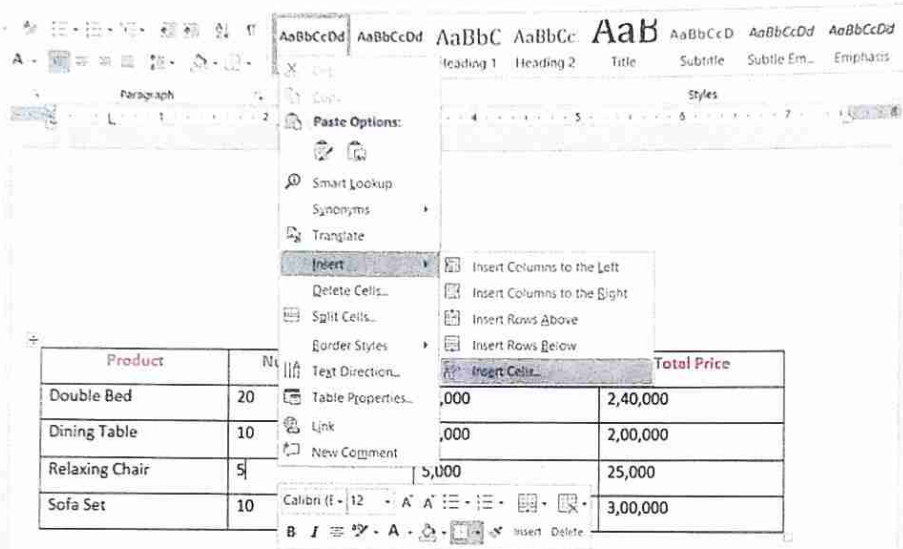 AaBbCcDd AaBbCcDd AaBbC AaBbCc AaB AaBbCcD AaBbCcDd AaBbCcDd
Heading 1 Heading 2 Title Subtitle Subtle Em... Emphasis
Paragraph Styles
Cut
Copy
Paste Options:
Smart Lookup
Synonyms
Translate
Insert
Delete Cells...
Split Cells...
Border Styles
Text Direction...
Table Properties...
Link
New Comment
Insert Columns to the Left
Insert Columns to the Right
Insert Rows Above
Insert Rows Below
Insert Cells...
Product Nu Total Price
Double Bed 20 ,000 2,40,000
Dining Table 10 ,000 2,00,000
Relaxing Chair 5 5,000 25,000
Sofa Set 10 3,00,000
Calibri (E 12 A A
B I A Insert Delete